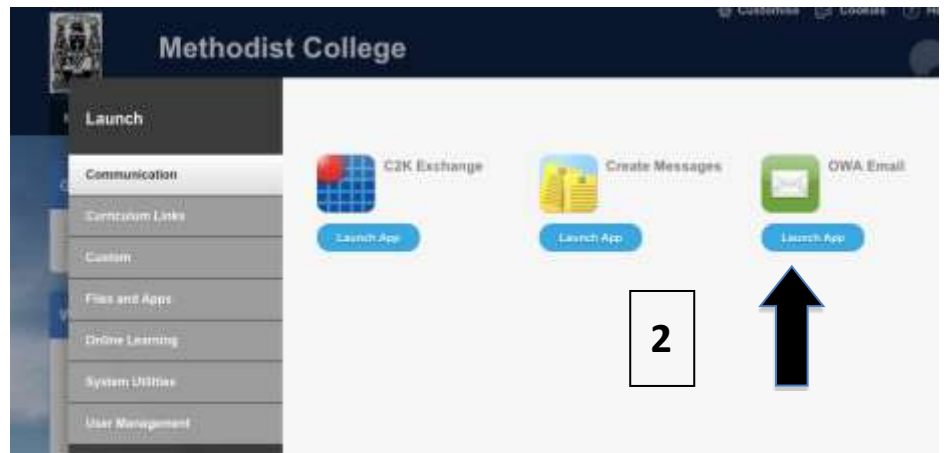 Customise Cookies
Methodist College
Launch
Communication
Curriculum Links
Custom
Files and Apps
Online Learning
System Utilities
User Management
C2K Exchange
Launch App
Create Messages
Launch App
OWA Email
Launch App
2